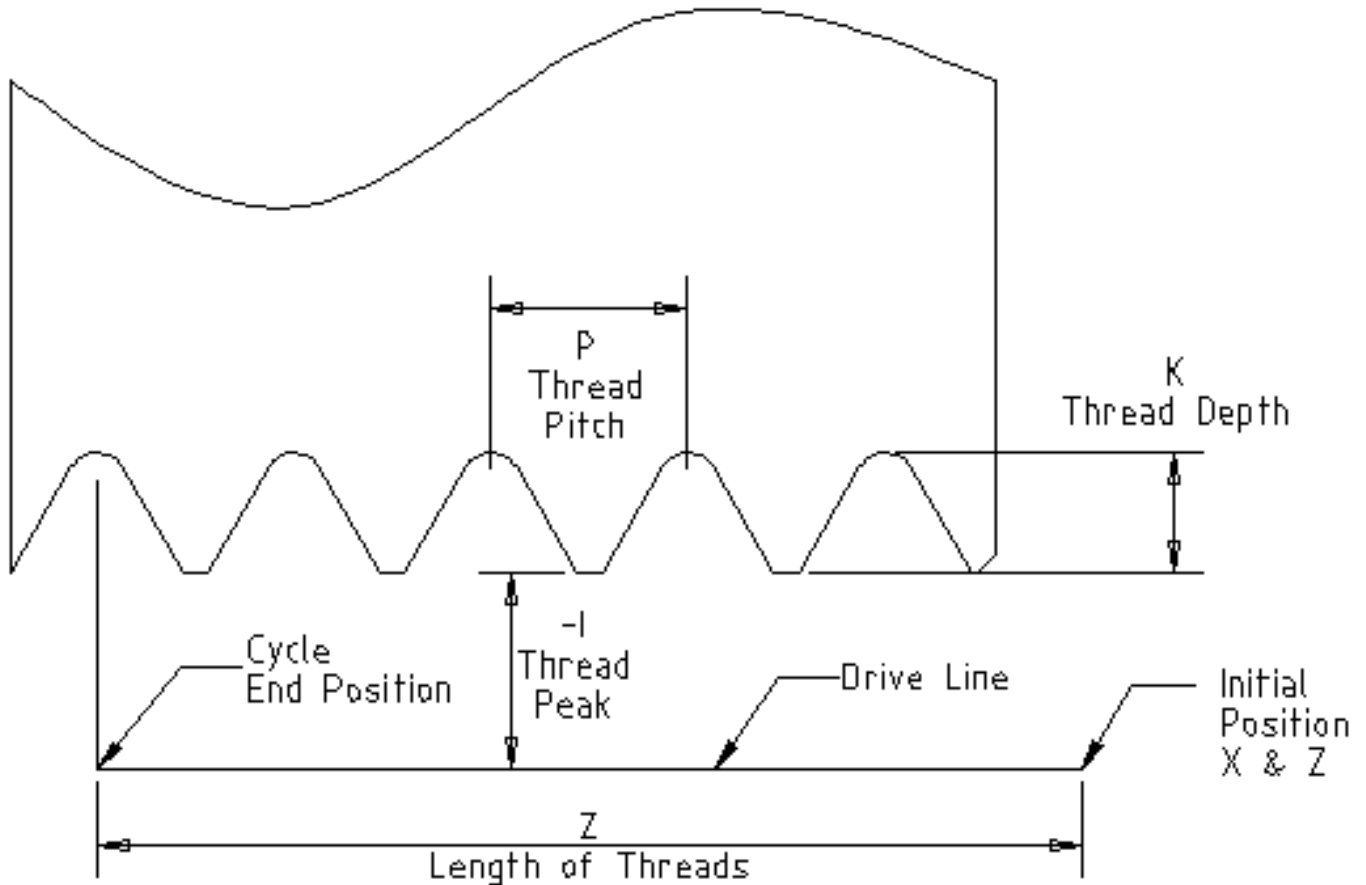 P
Thread
Pitch
K
Thread Depth
-I
Thread
Peak
Cycle
End Position
Drive Line
Initial
Position
X & Z
Z
Length of Threads